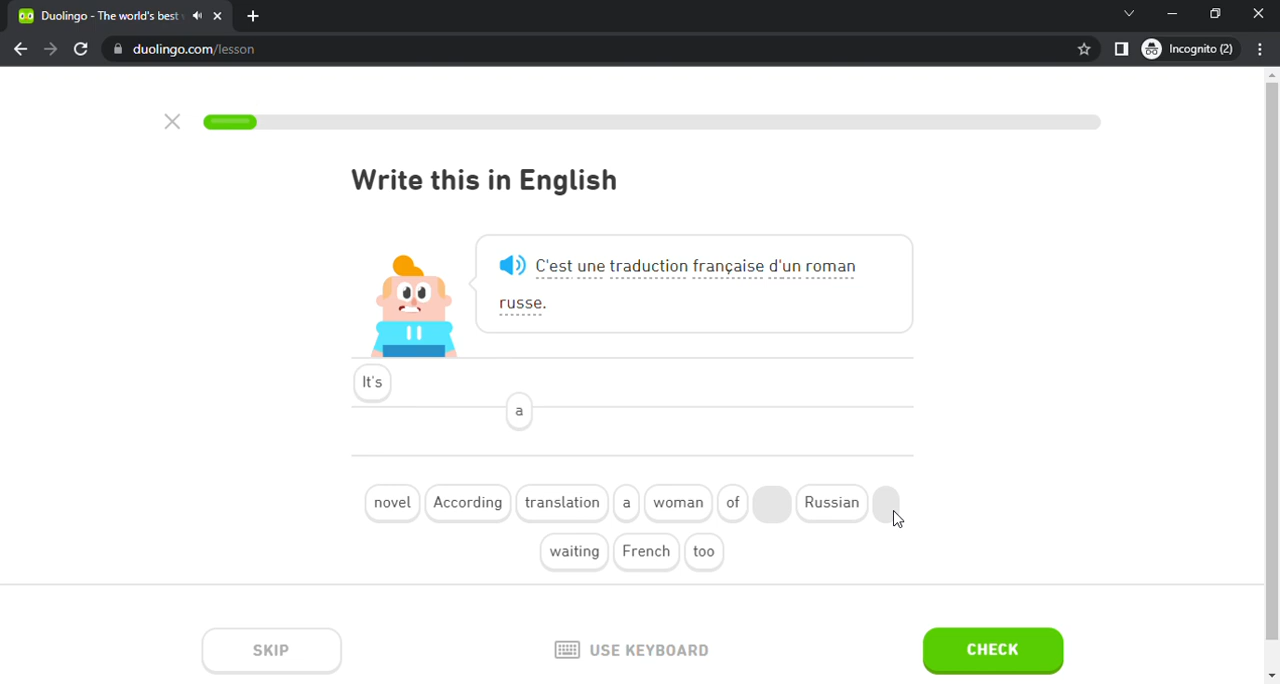 Duolingo - The world's best
duolingo.com/lesson
Incognito (2)
Write this in English
C'est une traduction française d'un roman
russe.
It's
a
novel According translation a woman of Russian
waiting French too
SKIP
USE KEYBOARD
CHECK